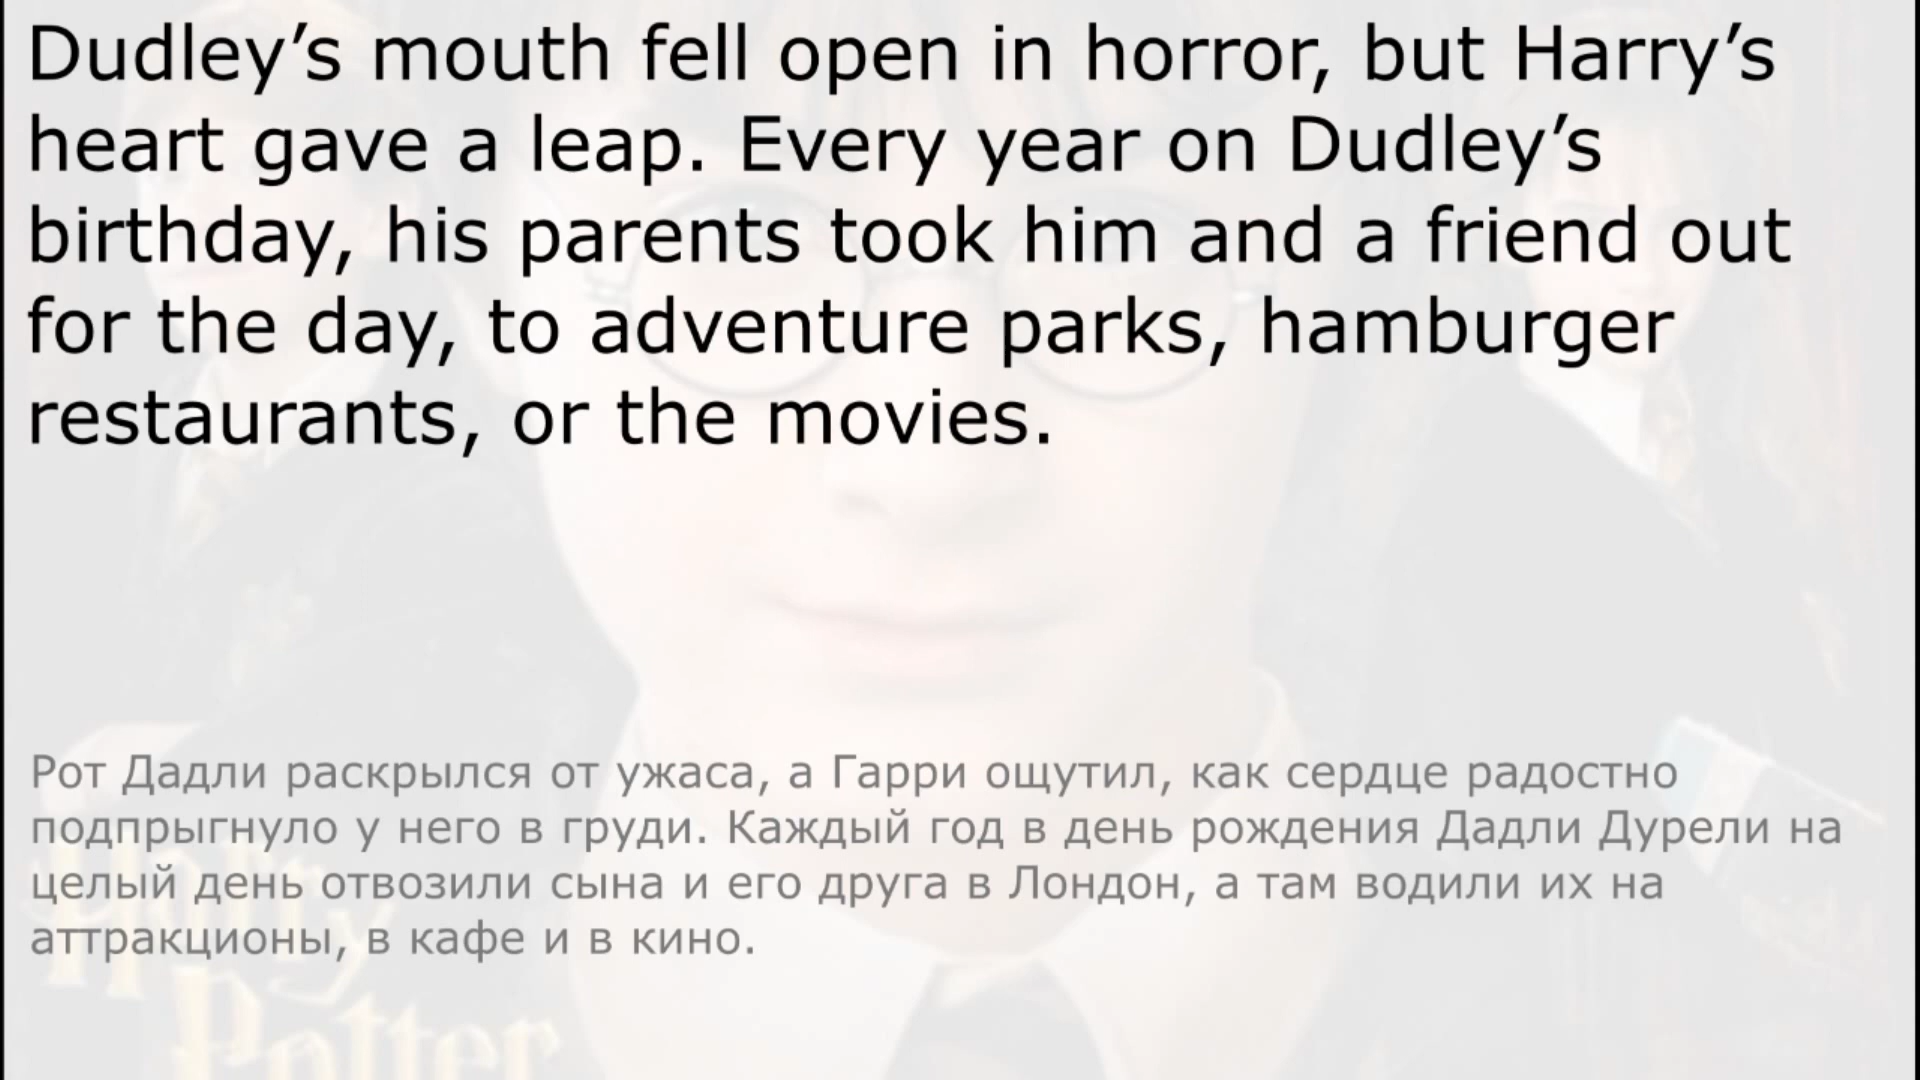 Dudley’s mouth fell open in horror, but Harry’s
heart gave a leap. Every year on Dudley’s
birthday, his parents took him and a friend out
for the day, to adventure parks, hamburger
restaurants, or the movies.
Рот Дадли раскрылся от ужаса, а Гарри ощутил, как сердце радостно
подпрыгнуло у него в груди. Каждый год в день рождения Дадли Дурели на
целый день отвозили сына и его друга в Лондон, а там водили их на
аттракционы, в кафе и в кино.
Harry
Potter